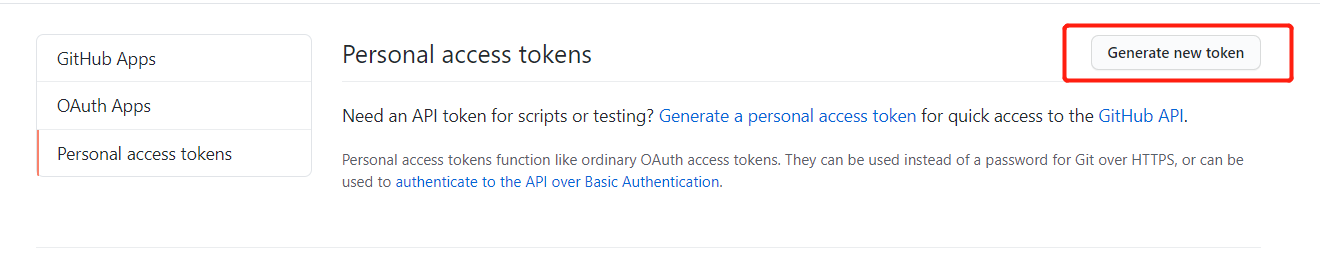 GitHub Apps
OAuth Apps
Personal access tokens
Personal access tokens
Generate new token
Need an API token for scripts or testing? Generate a personal access token for quick access to the GitHub API.
Personal access tokens function like ordinary OAuth access tokens. They can be used instead of a password for Git over HTTPS, or can be
used to authenticate to the API over Basic Authentication.